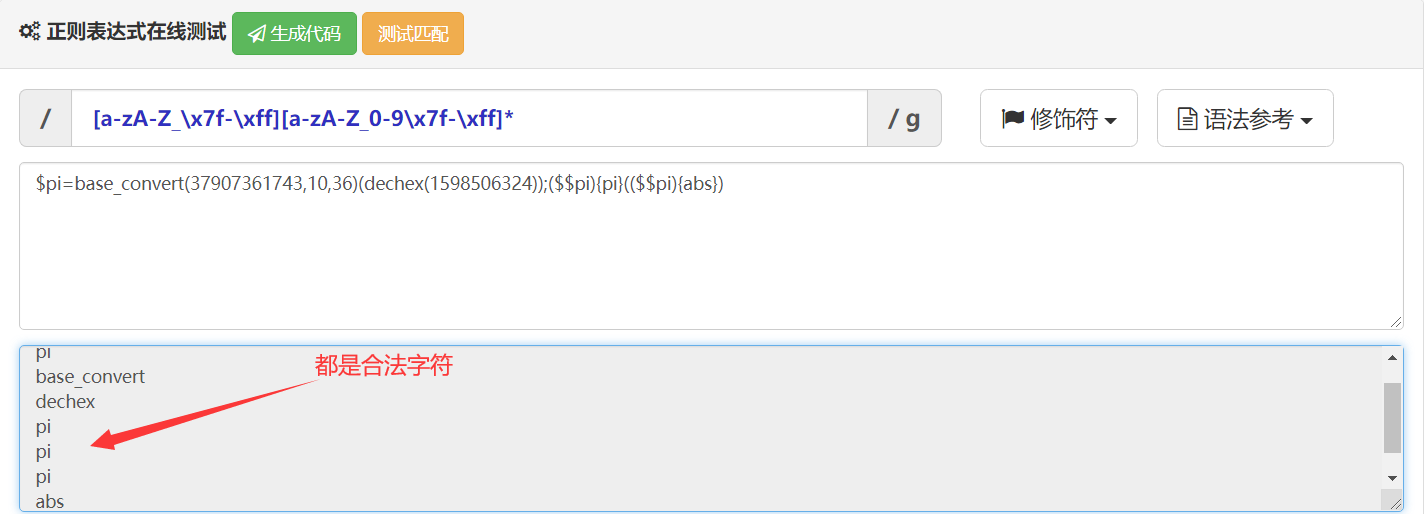 正则表达式在线测试 生成代码 测试匹配
/ [a-zA-Z_\x7f-\xff][a-zA-Z_0-9\x7f-\xff]* / g 修饰符 语法参考
$pi=base_convert(37907361743,10,36)(dechex(1598506324));($$pi){pi}(($$pi){abs})
pi
都是合法字符
base_convert
dechex
pi
pi
pi
abs